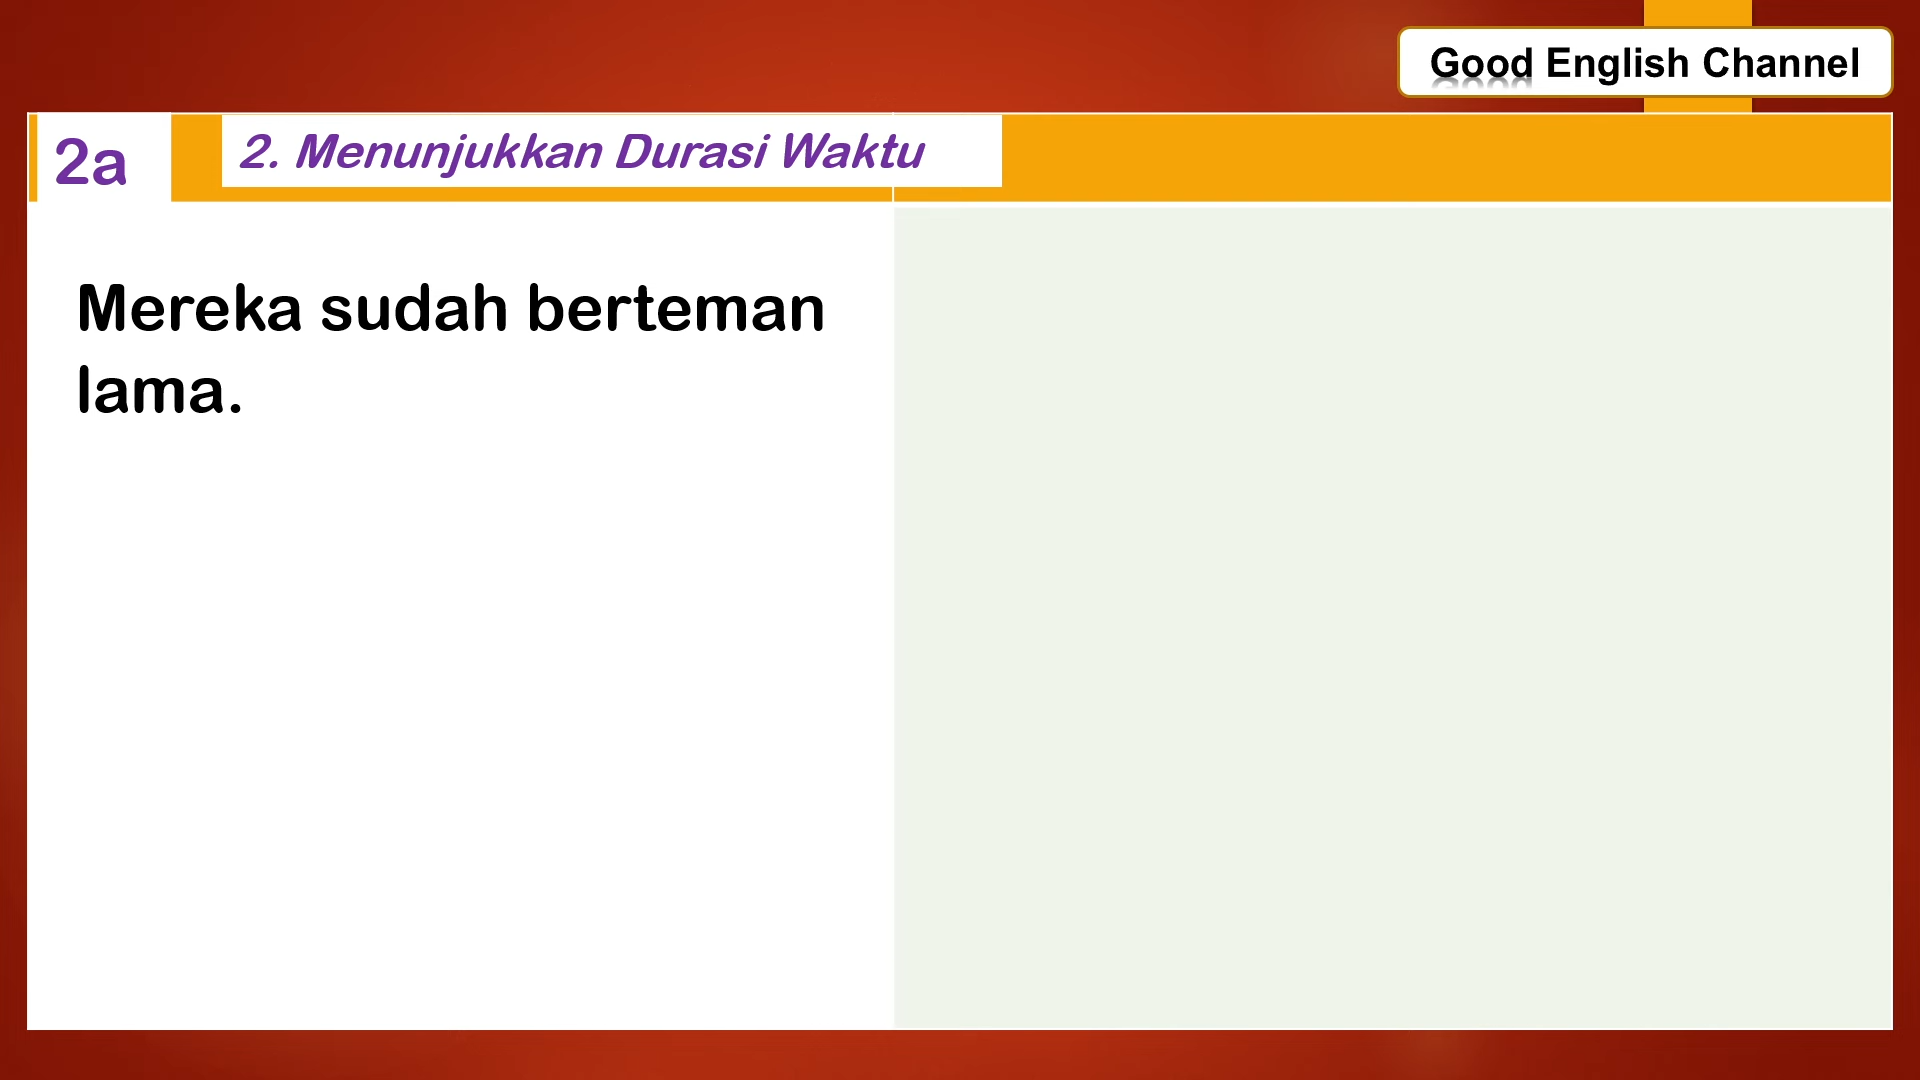 Good English Channel
2a
2. Menunjukkan Durasi Waktu
Mereka sudah berteman
lama.